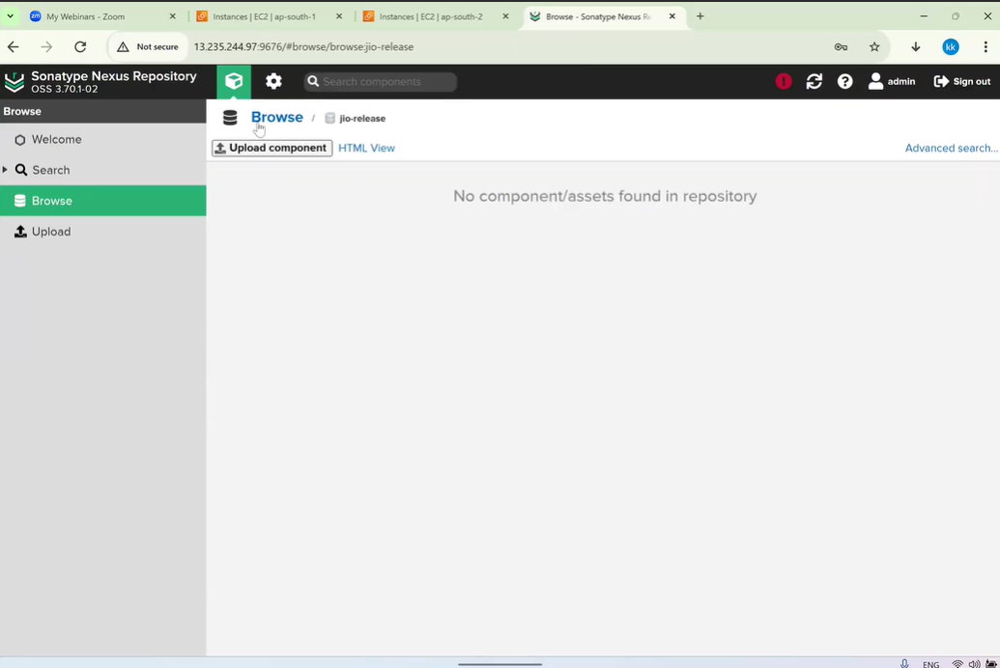 My Webinars - Zoom
Instances | EC2 | ap-south-1
Instances | EC2 | ap-south-2
Browse - Sonatype Nexus Re
Not secure
13.235.244.97:9676/#browse/browse:jio-release
kk
Sonatype Nexus Repository
OSS 3.70.1-02
Search components
admin
Sign out
Browse
Browse / jio-release
Welcome
Upload component
HTML View
Advanced search...
Search
No component/assets found in repository
Browse
Upload
ENG